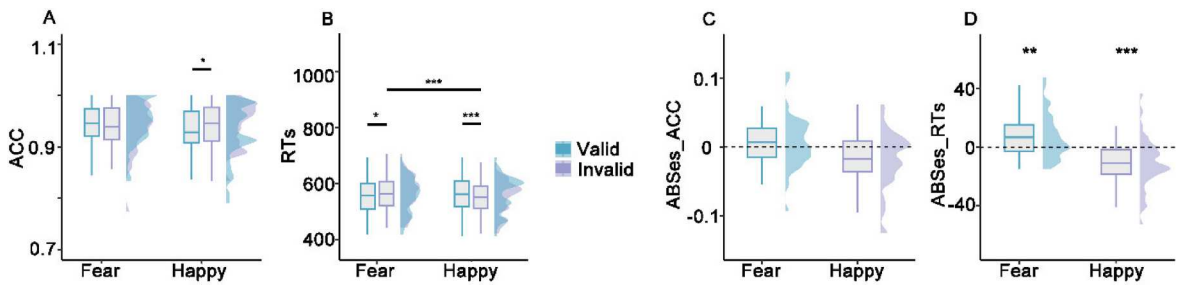 A
ACC
1.1
0.9
0.7
*
Fear
Happy
B
RTs
1000
800
600
400
***
*
***
Fear
Happy
Valid
Invalid
C
ABSes_ACC
0.1
0
-0.1
Fear
Happy
D
ABSes_RTs
40
0
-40
**
***
Fear
Happy